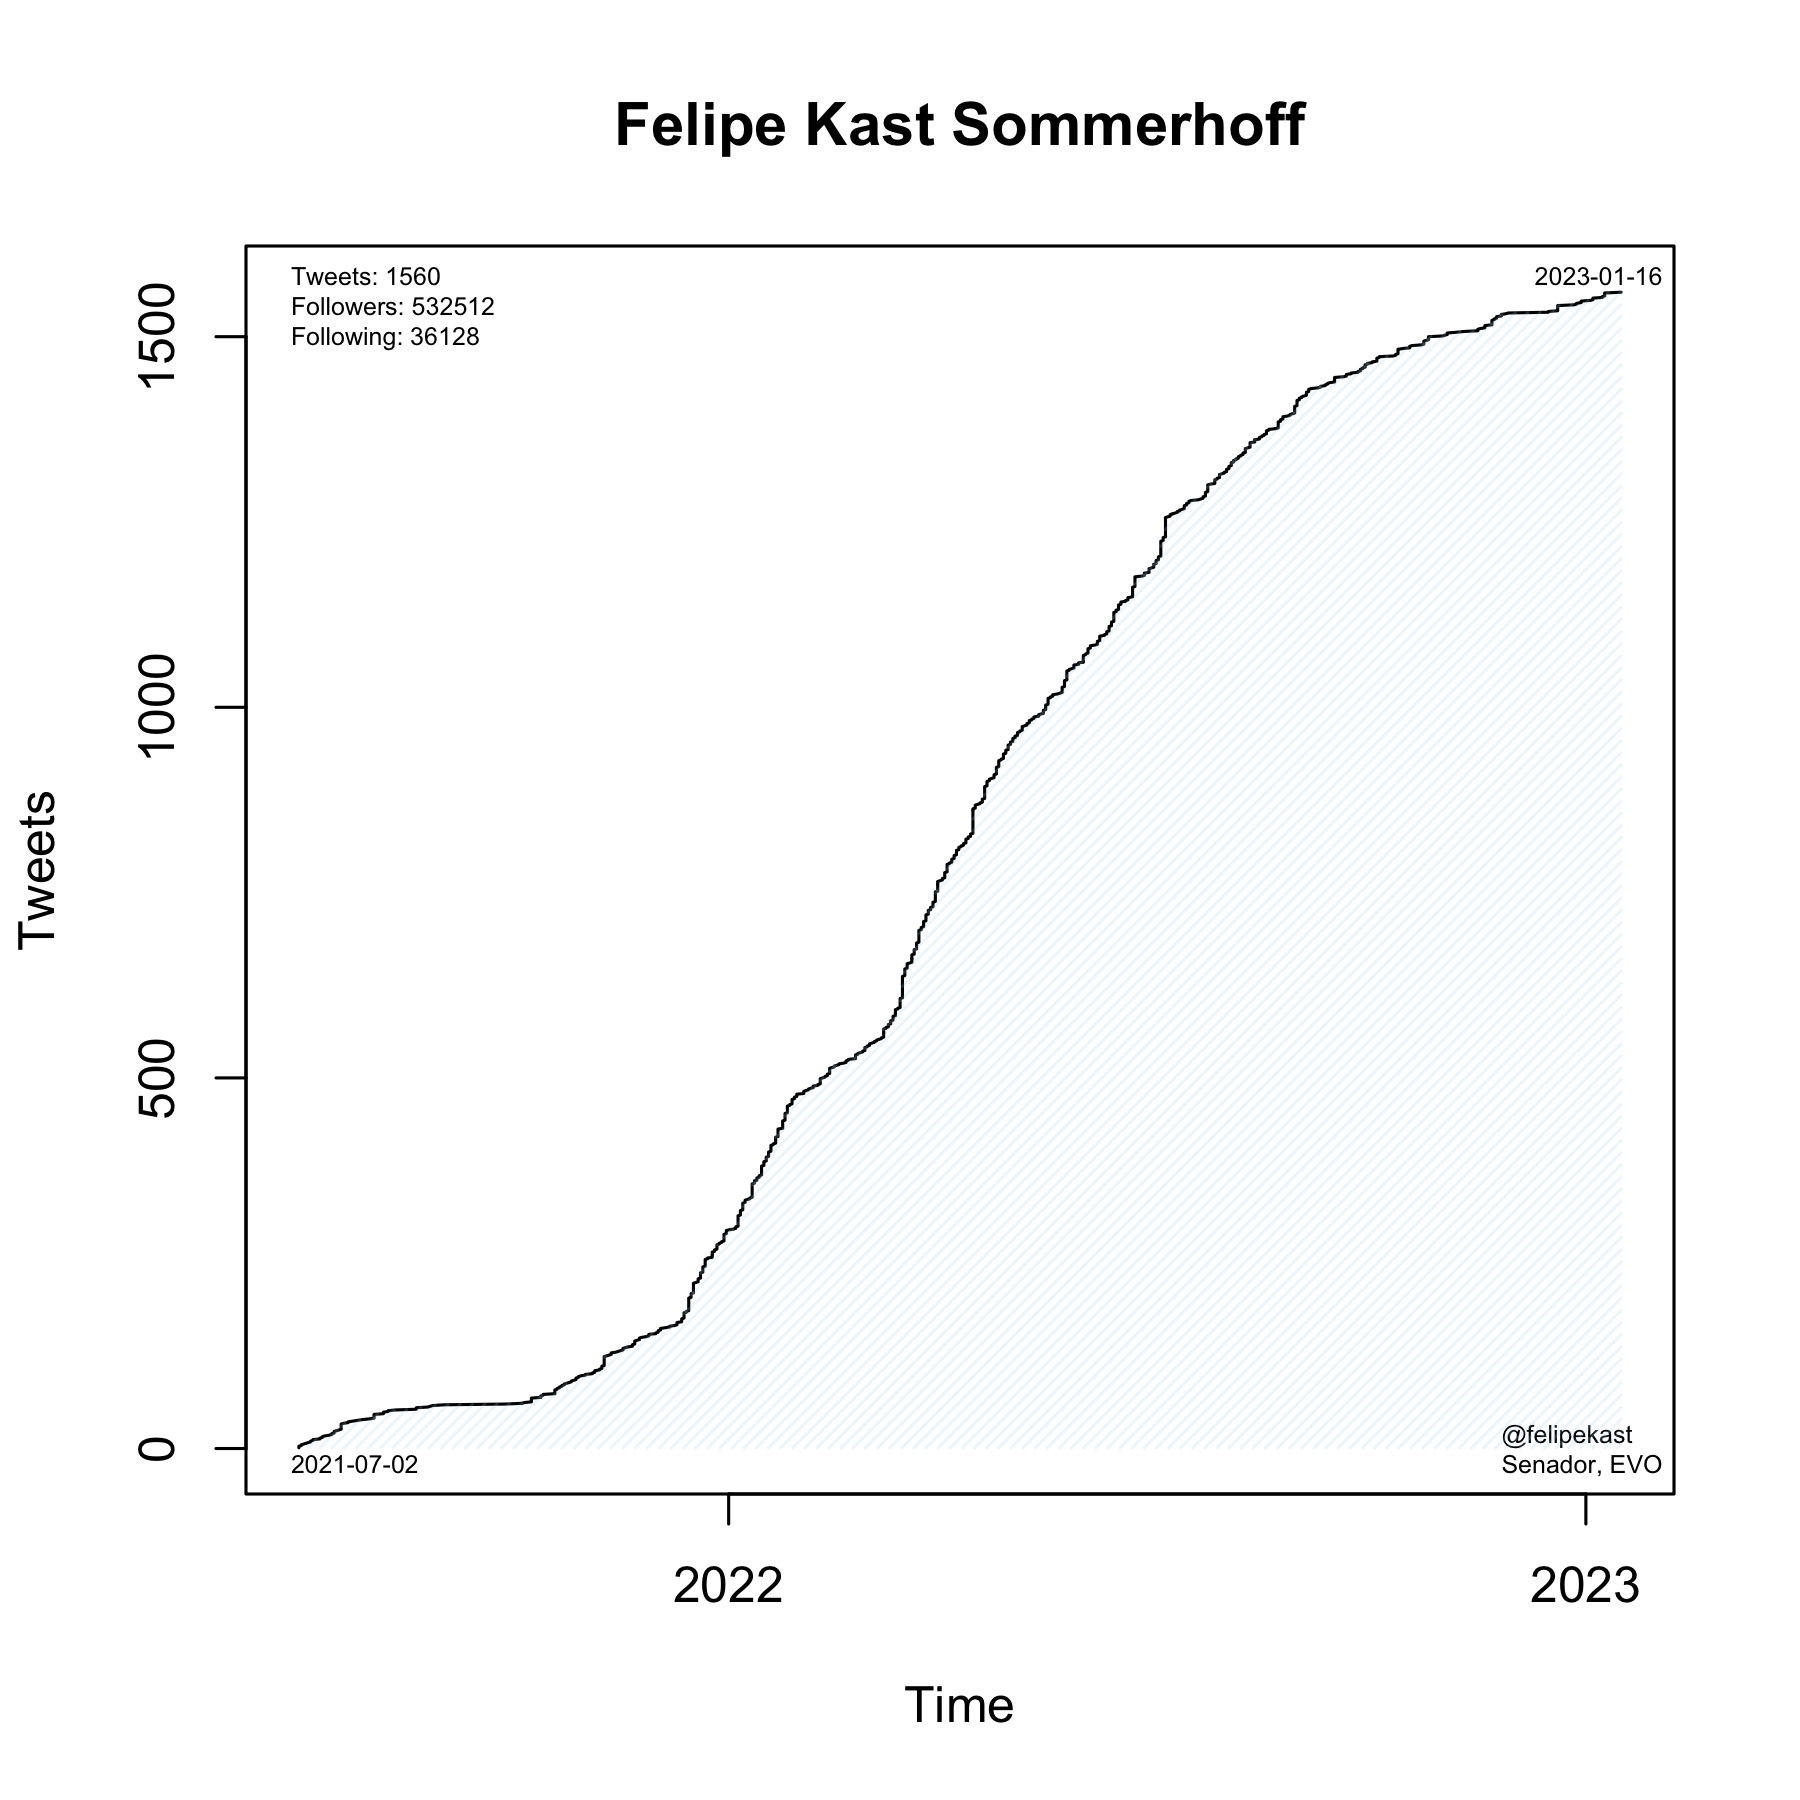 Felipe Kast Sommerhoff
Tweets: 1560
Followers: 532512
Following: 36128
2023-01-16
1500
1000
500
0
Tweets
@felipekast
Senador, EVO
2021-07-02
2022
2023
Time